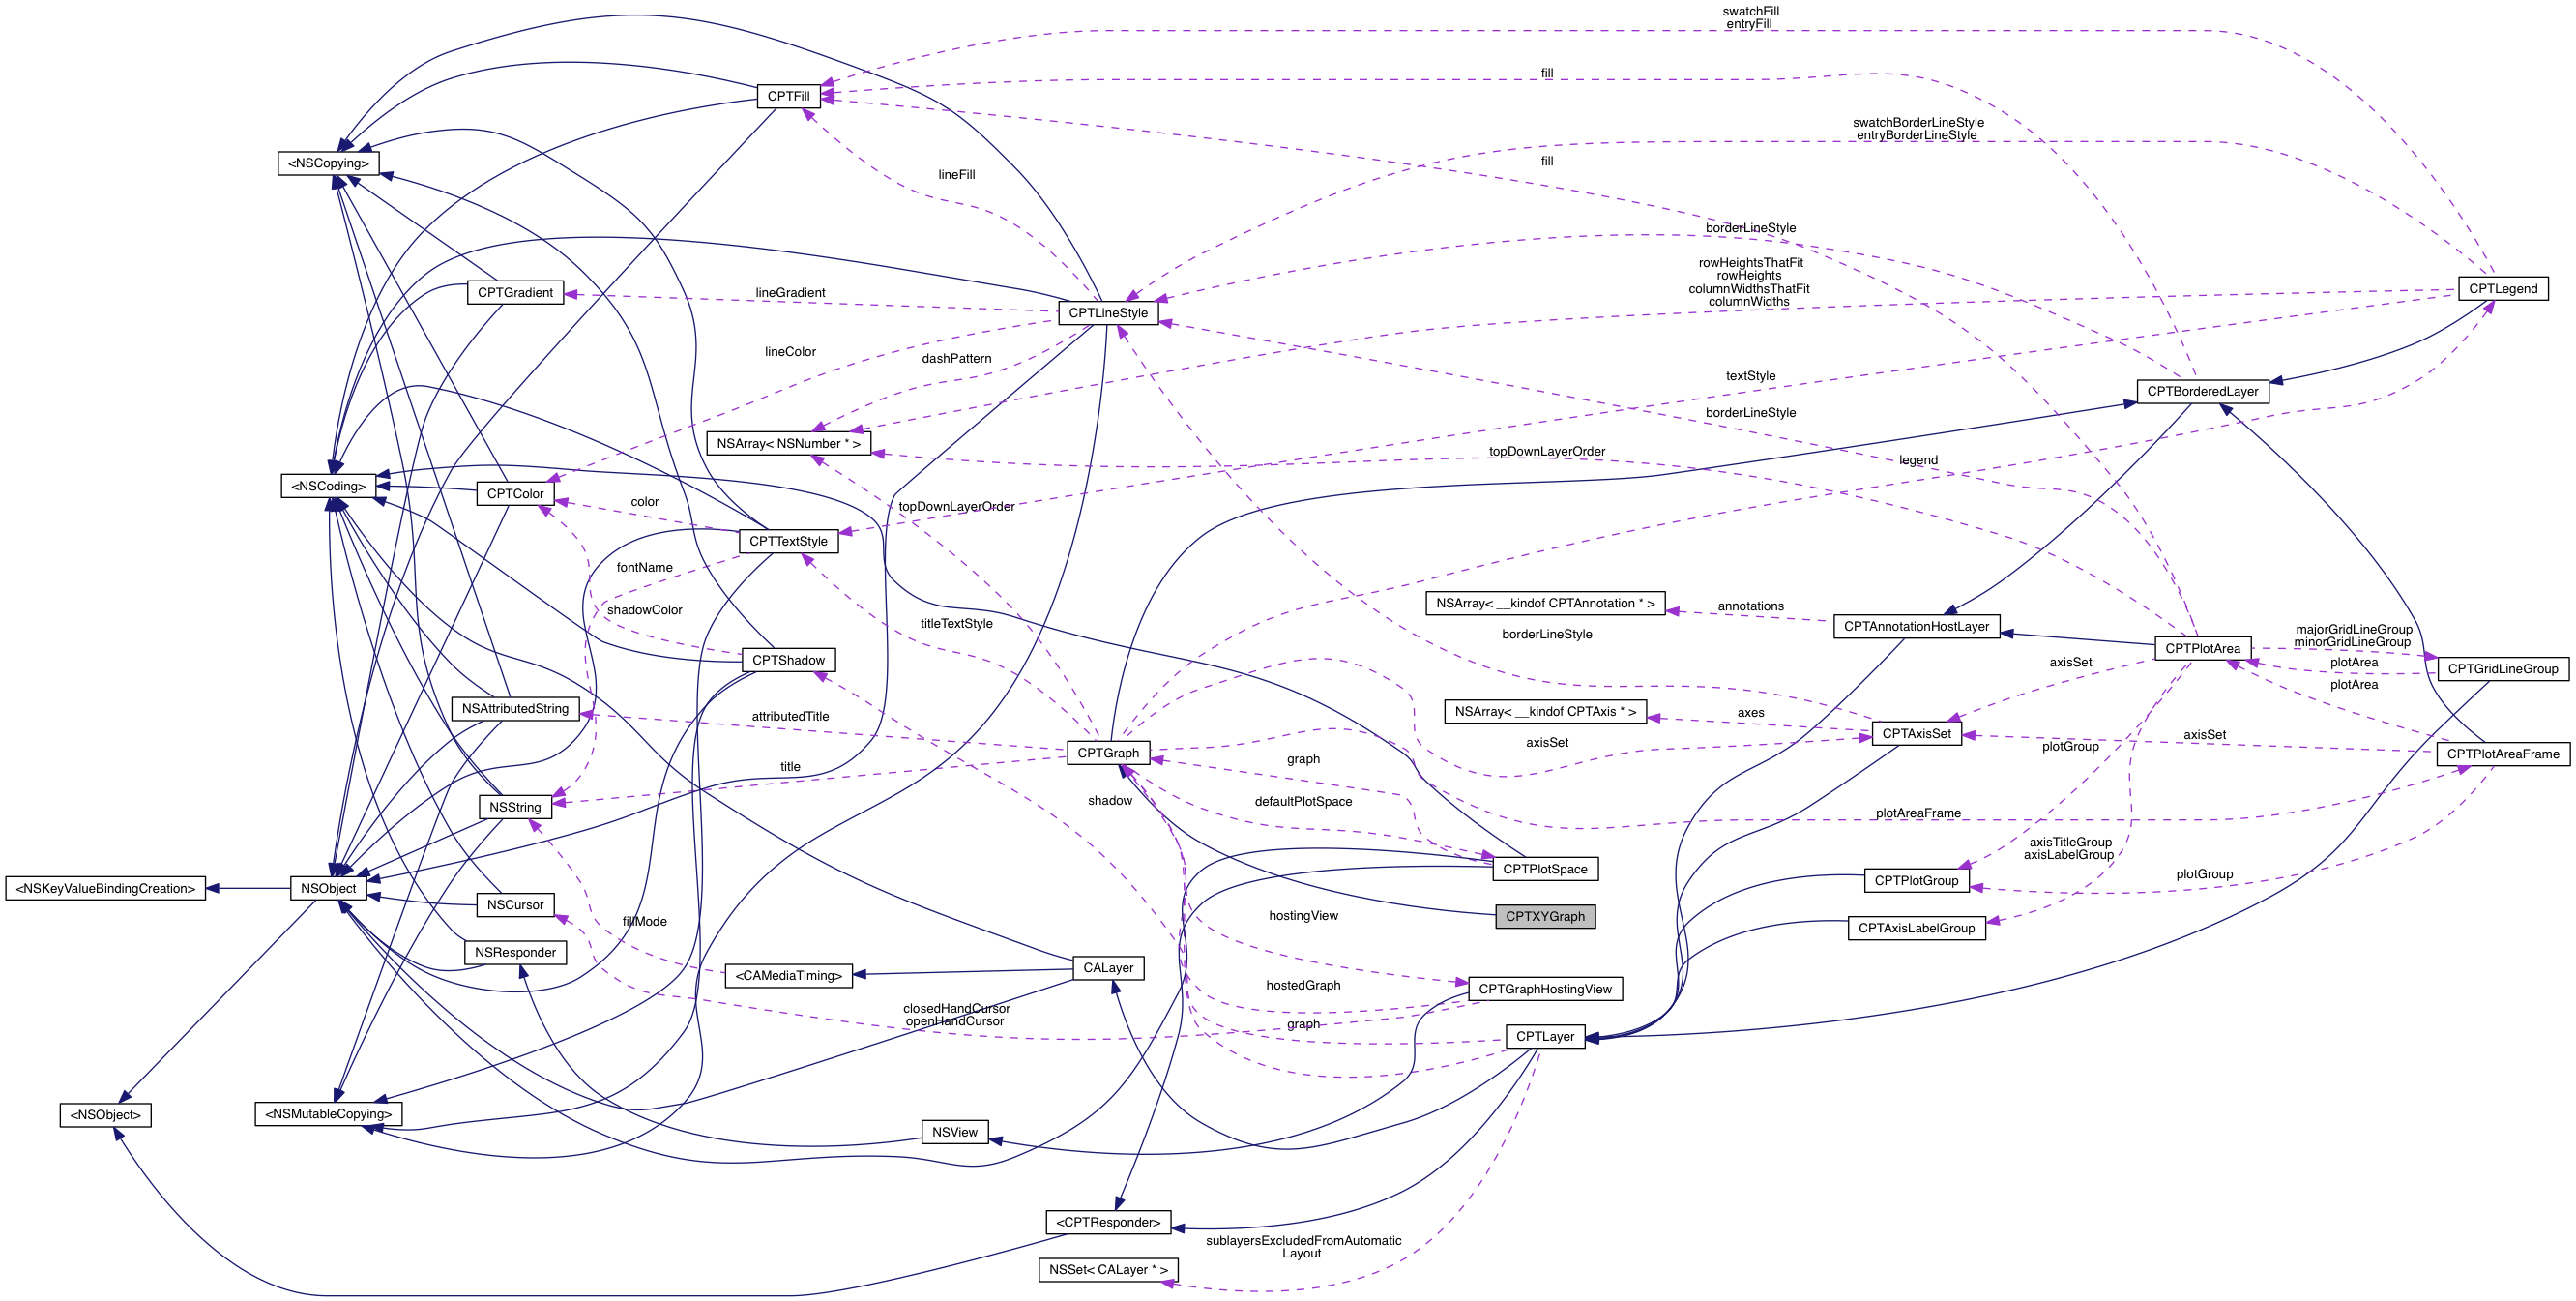 swatchFill
entryFill
fill
CPTFill
swatchBorderLineStyle
entryBorderLineStyle
<NSCopying>
fill
lineFill
borderLineStyle
rowHeightsThatFit
rowHeights
columnWidthsThatFit
columnWidths
CPTGradient
lineGradient
CPTLegend
CPTLineStyle
lineColor
dashPattern
textStyle
CPTBorderedLayer
borderLineStyle
NSArray< NSNumber * >
topDownLayerOrder
legend
<NSCoding>
CPTColor
color
topDownLayerOrder
CPTTextStyle
fontName
NSArray< __kindof CPTAnnotation * >
annotations
shadowColor
titleTextStyle
borderLineStyle
CPTAnnotationHostLayer
majorGridLineGroup
minorGridLineGroup
CPTPlotArea
CPTShadow
axisSet
plotArea
CPTGridLineGroup
plotArea
NSAttributedString
attributedTitle
NSArray< __kindof CPTAxis * >
axes
CPTAxisSet
axisSet
CPTGraph
axisSet
plotGroup
CPTPlotAreaFrame
graph
title
NSString
shadow
defaultPlotSpace
plotAreaFrame
axisTitleGroup
axisLabelGroup
CPTPlotSpace
<NSKeyValueBindingCreation>
NSObject
CPTPlotGroup
plotGroup
NSCursor
fillMode
hostingView
CPTXYGraph
CPTAxisLabelGroup
NSResponder
<CAMediaTiming>
CALayer
hostedGraph
CPTGraphHostingView
closedHandCursor
openHandCursor
graph
CPTLayer
<NSObject>
<NSMutableCopying>
NSView
<CPTResponder>
sublayersExcludedFromAutomatic
Layout
NSSet< CALayer * >